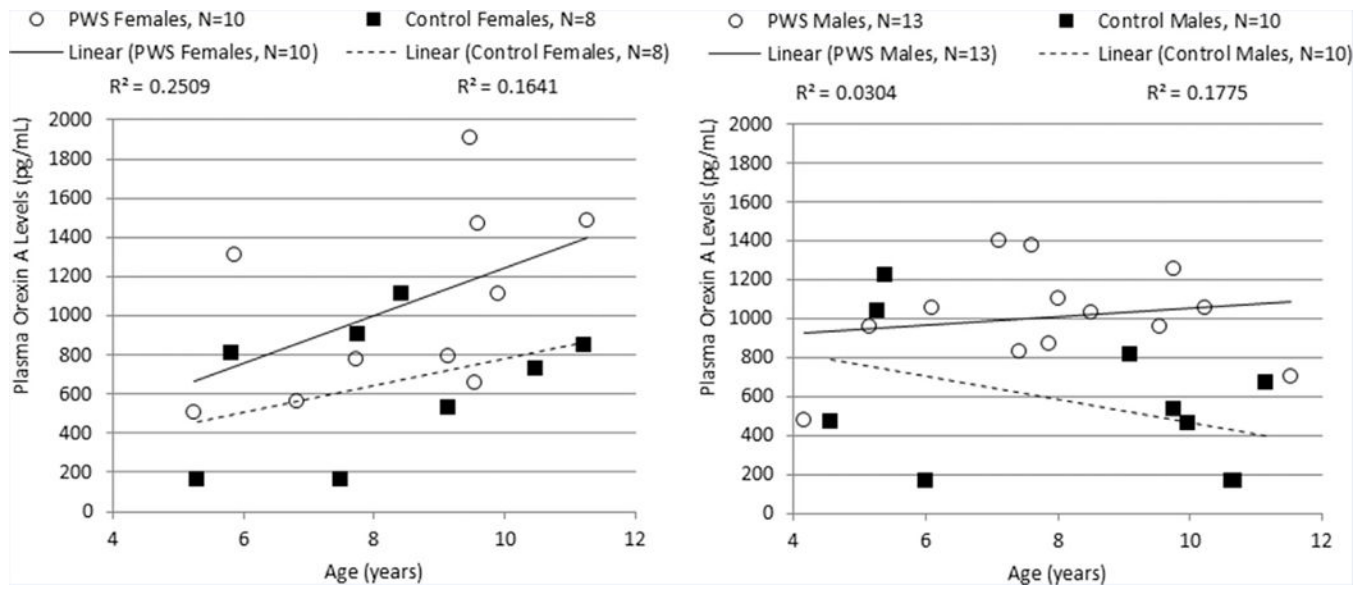 PWS Females, N=10 Control Females, N=8
Linear (PWS Females, N=10) Linear (Control Females, N=8)
R² = 0.2509 R² = 0.1641
Plasma Orexin A Levels (pg/mL)
2000
1800
1600
1400
1200
1000
800
600
400
200
0
4 6 8 10 12
Age (years)
PWS Males, N=13 Control Males, N=10
Linear (PWS Males, N=13) Linear (Control Males, N=10)
R² = 0.0304 R² = 0.1775
Plasma Orexin A Levels (pg/mL)
2000
1800
1600
1400
1200
1000
800
600
400
200
0
4 6 8 10 12
Age (years)